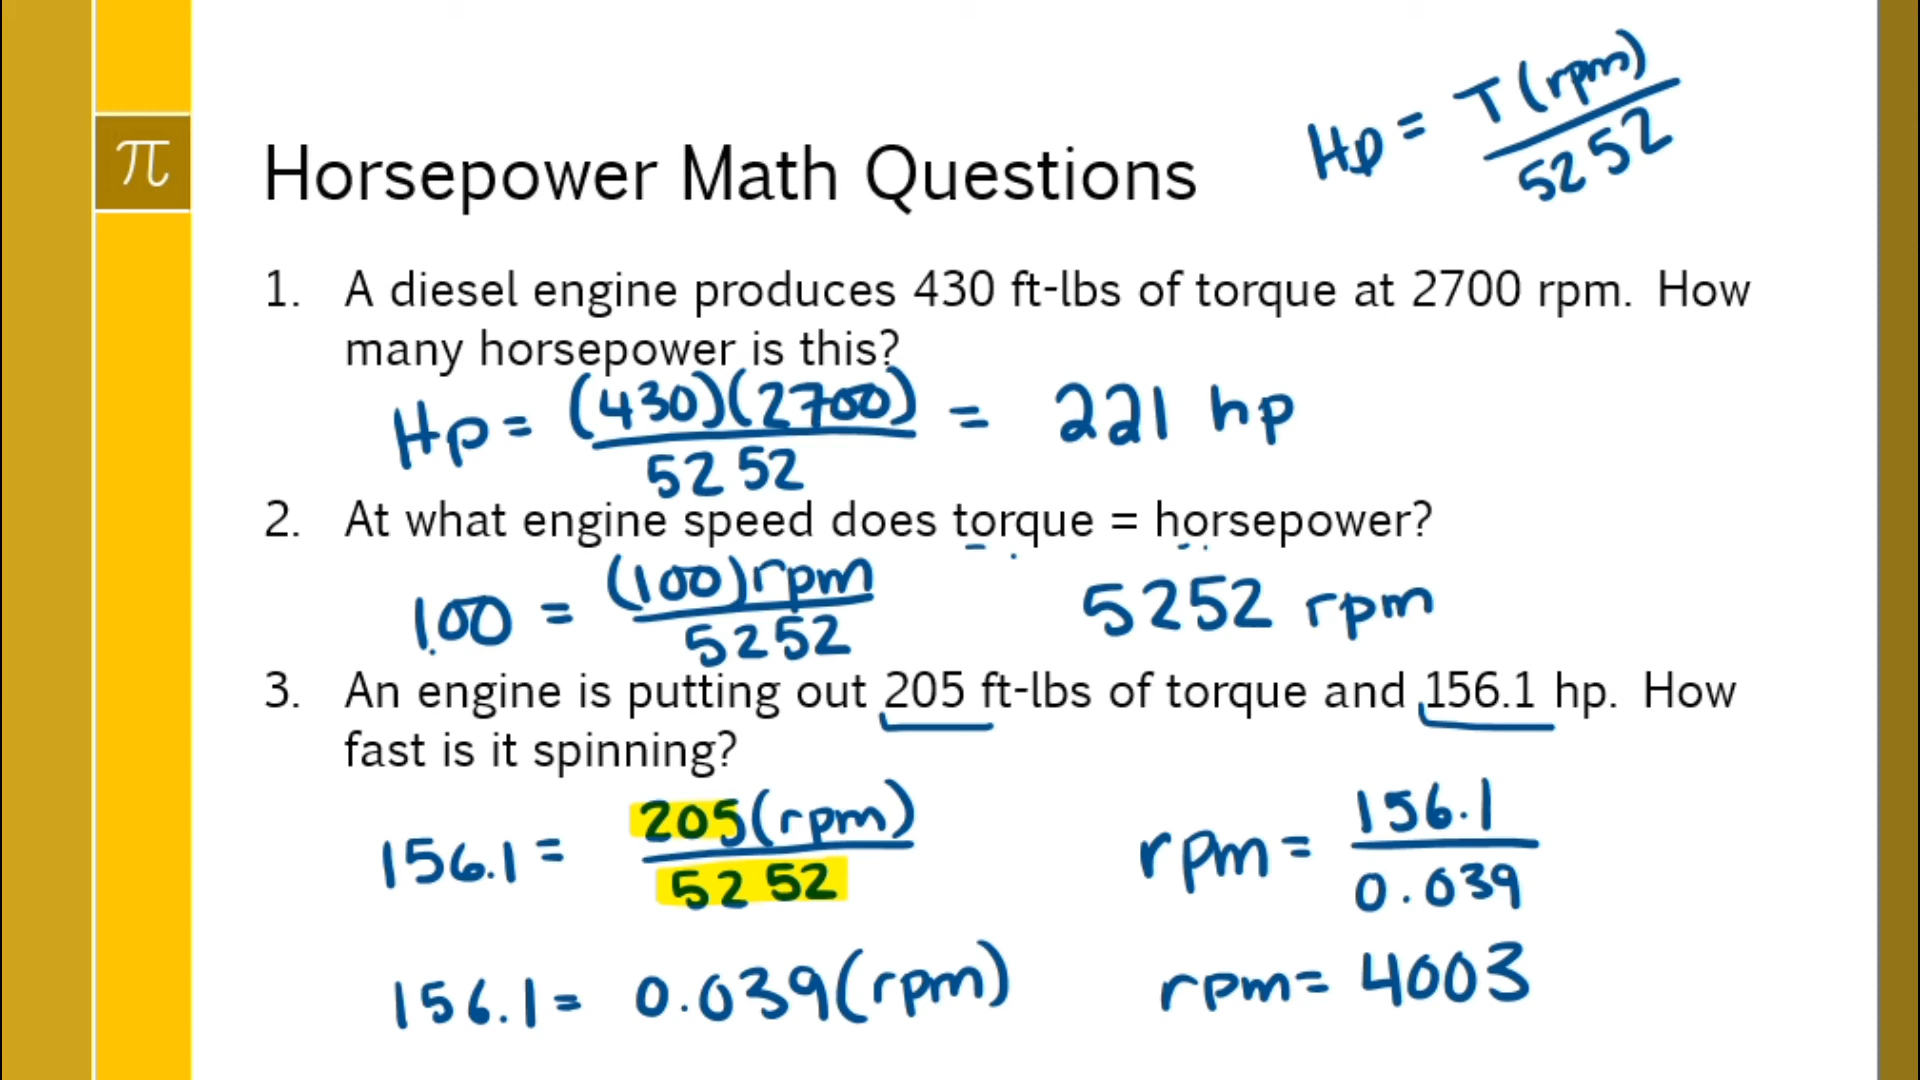 π
Horsepower Math Questions
Hp = T(rpm) / 5252
1. A diesel engine produces 430 ft-lbs of torque at 2700 rpm. How
many horsepower is this?
Hp = (430)(2700) / 5252 = 221 hp
2. At what engine speed does torque = horsepower?
100 = (100)rpm / 5252 5252 rpm
3. An engine is putting out 205 ft-lbs of torque and 156.1 hp. How
fast is it spinning?
156.1 = 205(rpm) / 5252 rpm = 156.1 / 0.039
156.1 = 0.039(rpm) rpm = 4003